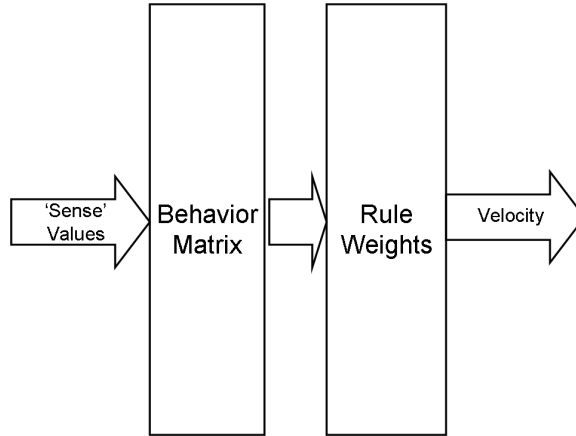 ‘Sense’
Values
Behavior
Matrix
Rule
Weights
Velocity